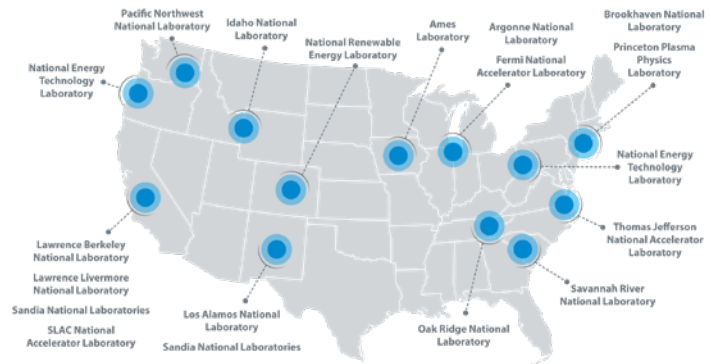 Pacific Northwest
National Laboratory
Idaho National
Laboratory
National Renewable
Energy Laboratory
Ames
Laboratory
Argonne National
Laboratory
Fermi National
Accelerator Laboratory
Brookhaven National
Laboratory
Princeton Plasma
Physics
Laboratory
National Energy
Technology
Laboratory
National Energy
Technology
Laboratory
Thomas Jefferson
National Accelerator
Laboratory
Savannah River
National Laboratory
Oak Ridge National
Laboratory
Los Alamos National
Laboratory
Sandia National Laboratories
Lawrence Berkeley
National Laboratory
Lawrence Livermore
National Laboratory
Sandia National Laboratories
SLAC National
Accelerator Laboratory